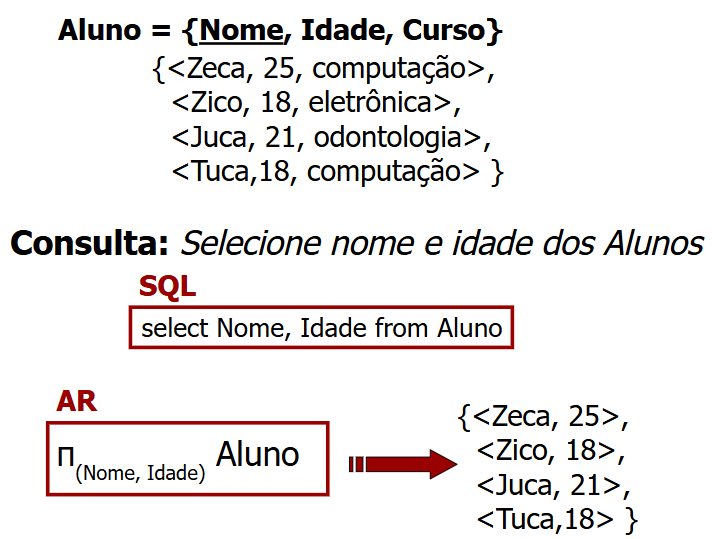 Aluno = {Nome, Idade, Curso}
{<Zeca, 25, computação>,
<Zico, 18, eletrônica>,
<Juca, 21, odontologia>,
<Tuca,18, computação> }
Consulta: Selecione nome e idade dos Alunos
SQL
select Nome, Idade from Aluno
AR
π(Nome, Idade) Aluno
{<Zeca, 25>,
<Zico, 18>,
<Juca, 21>,
<Tuca,18> }